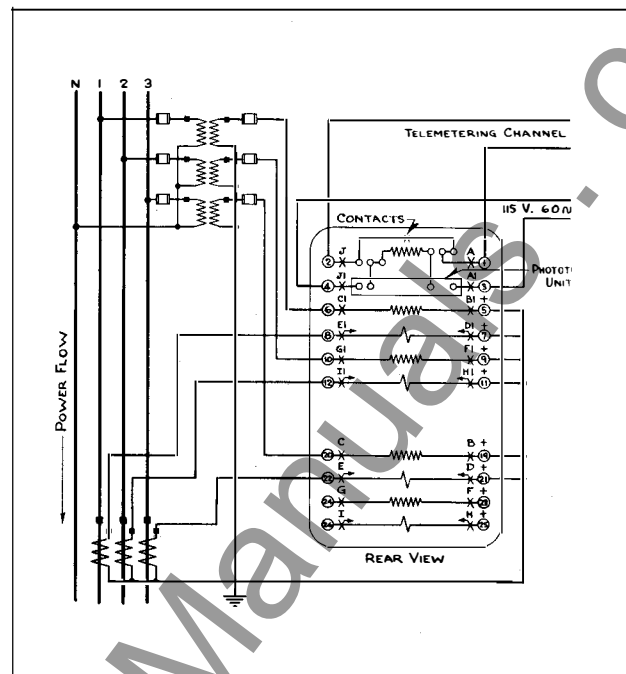 N 1 2 3
TELEMETERING CHANNEL
115 V. 60
CONTACTS
J A
2 1
PHOTOT
UNIT
J1 A1
4 3
C1 B1 +
6 5
E1 D1 +
8 7
G1 F1 +
10 9
I1 H1 +
12 11
POWER FLOW
C B +
20 19
E D +
22 21
G F +
24 23
I H +
26 25
REAR VIEW
Manuals.